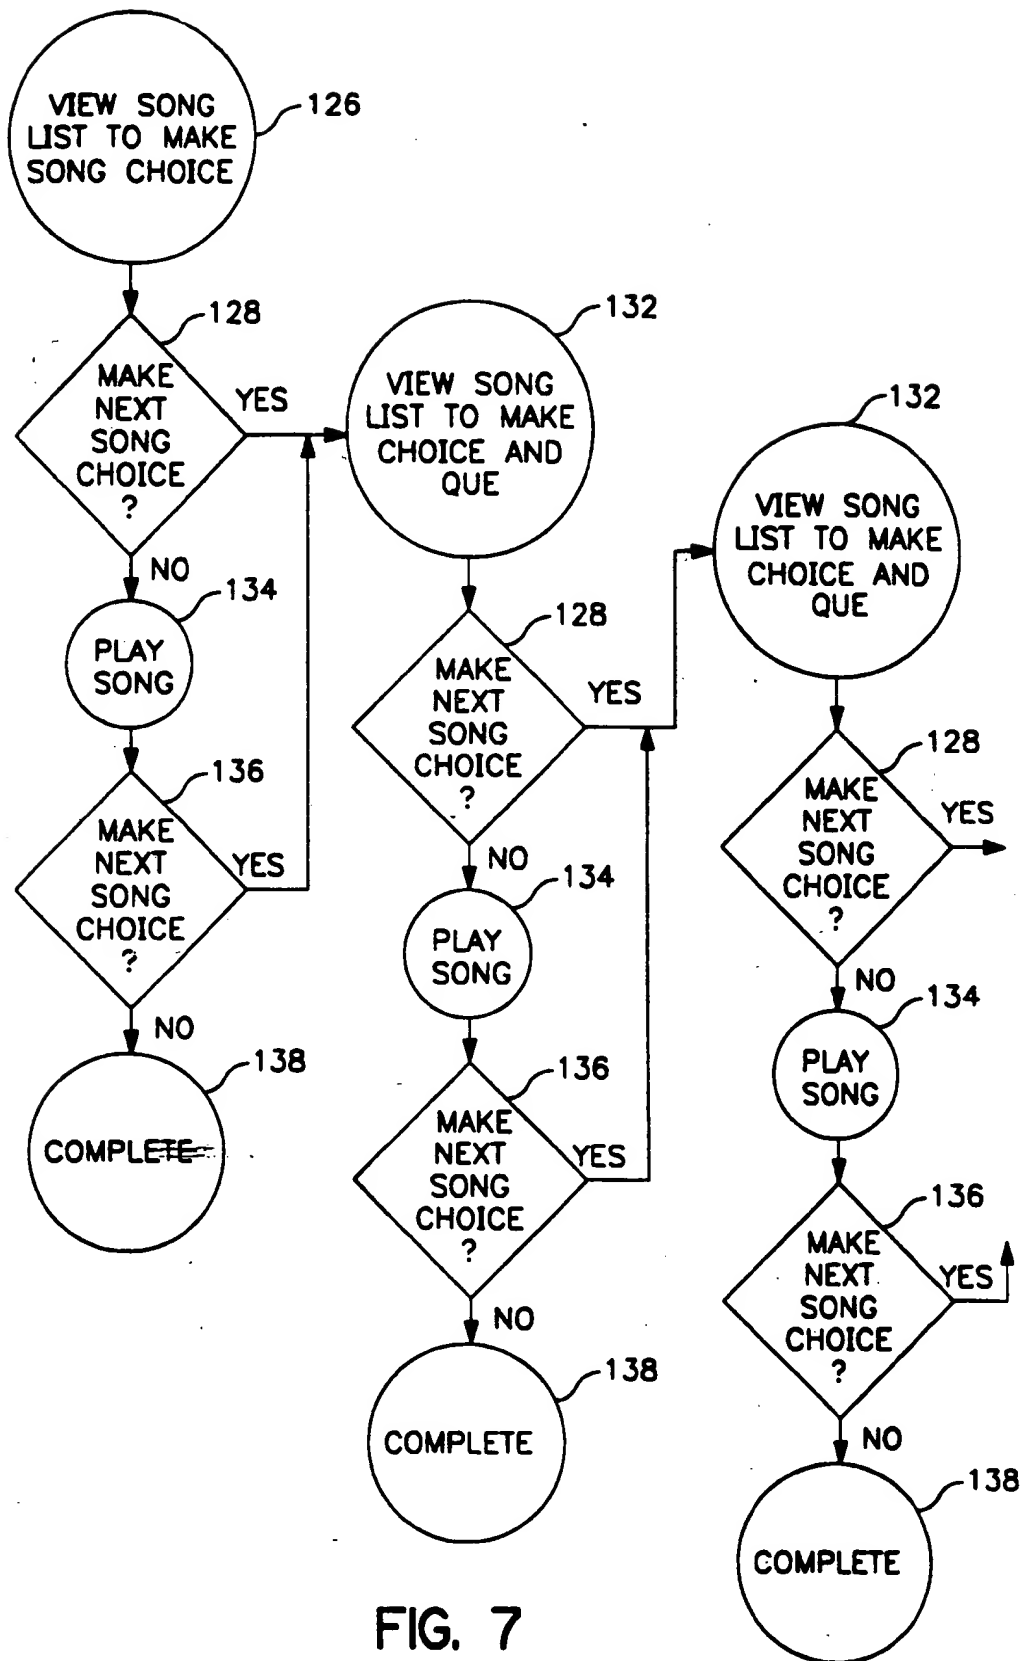 VIEW SONG
LIST TO MAKE
SONG CHOICE
126
128
MAKE
NEXT
SONG
CHOICE
?
YES
NO
134
PLAY
SONG
136
MAKE
NEXT
SONG
CHOICE
?
YES
NO
138
COMPLETE
132
VIEW SONG
LIST TO MAKE
CHOICE AND
QUE
128
MAKE
NEXT
SONG
CHOICE
?
YES
NO
134
PLAY
SONG
136
MAKE
NEXT
SONG
CHOICE
?
YES
NO
138
COMPLETE
132
VIEW SONG
LIST TO MAKE
CHOICE AND
QUE
128
MAKE
NEXT
SONG
CHOICE
?
YES
NO
134
PLAY
SONG
136
MAKE
NEXT
SONG
CHOICE
?
YES
NO
138
COMPLETE
FIG. 7